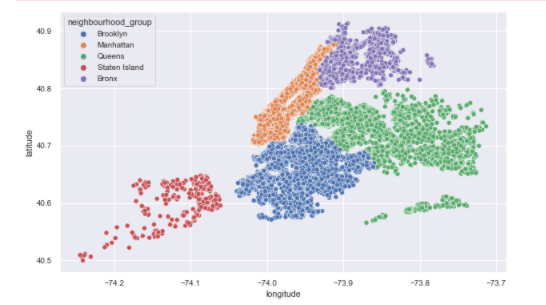 neighbourhood_group
Brooklyn
Manhattan
Queens
Staten Island
Bronx
40.9
40.8
40.7
40.6
40.5
latitude
−74.2
−74.1
−74.0
−73.9
−73.8
−73.7
longitude